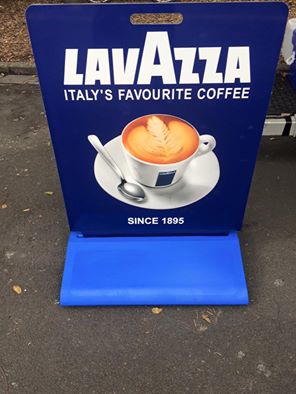 LAVAZZA
ITALY'S FAVOURITE COFFEE
SINCE 1895